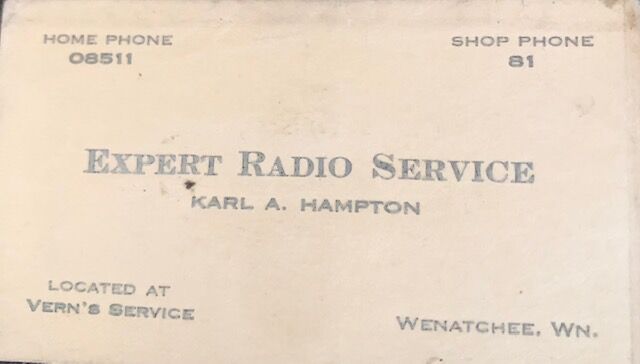 HOME PHONE
08511
SHOP PHONE
81
EXPERT RADIO SERVICE
KARL A. HAMPTON
LOCATED AT
VERN'S SERVICE
WENATCHEE, WN.